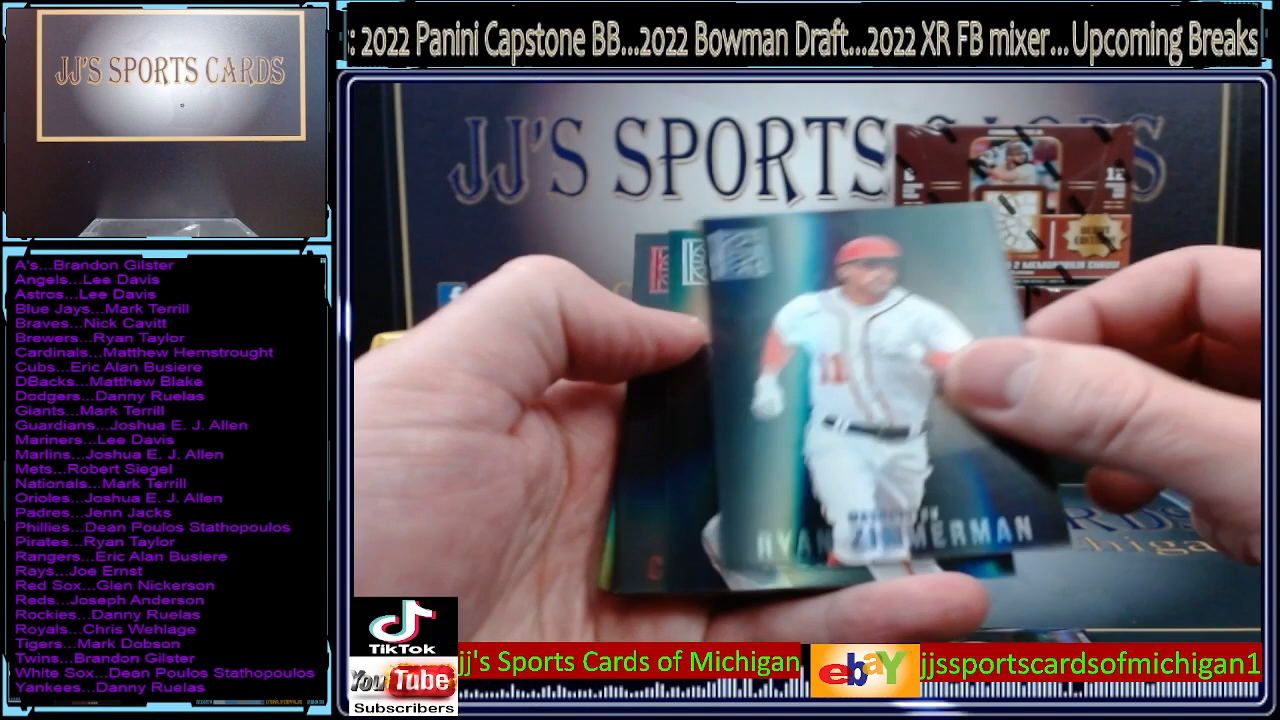 JJ'S SPORTS CARDS
: 2022 Panini Capstone BB...2022 Bowman Draft...2022 XR FB mixer...Upcoming Breaks
JJ'S SPORTS CARDS
11
WASHINGTON
RYAN ZIMMERMAN
A's...Brandon Gilster
Angels...Lee Davis
Astros...Lee Davis
Blue Jays...Mark Terrill
Braves...Nick Cavitt
Brewers...Ryan Taylor
Cardinals...Matthew Hemstrought
Cubs...Eric Alan Busiere
DBacks...Matthew Blake
Dodgers...Danny Ruelas
Giants...Mark Terrill
Guardians...Joshua E. J. Allen
Mariners...Lee Davis
Marlins...Joshua E. J. Allen
Mets...Robert Siegel
Nationals...Mark Terrill
Orioles...Joshua E. J. Allen
Padres...Jenn Jacks
Phillies...Dean Poulos Stathopoulos
Pirates...Ryan Taylor
Rangers...Eric Alan Busiere
Rays...Joe Ernst
Red Sox...Glen Nickerson
Reds...Joseph Anderson
Rockies...Danny Ruelas
Royals...Chris Wehlage
Tigers...Mark Dobson
Twins...Brandon Gilster
White Sox...Dean Poulos Stathopoulos
Yankees...Danny Ruelas
TikTok
YouTube
Subscribers
jj's Sports Cards of Michigan
ebaY
jjssportscardsofmichigan1